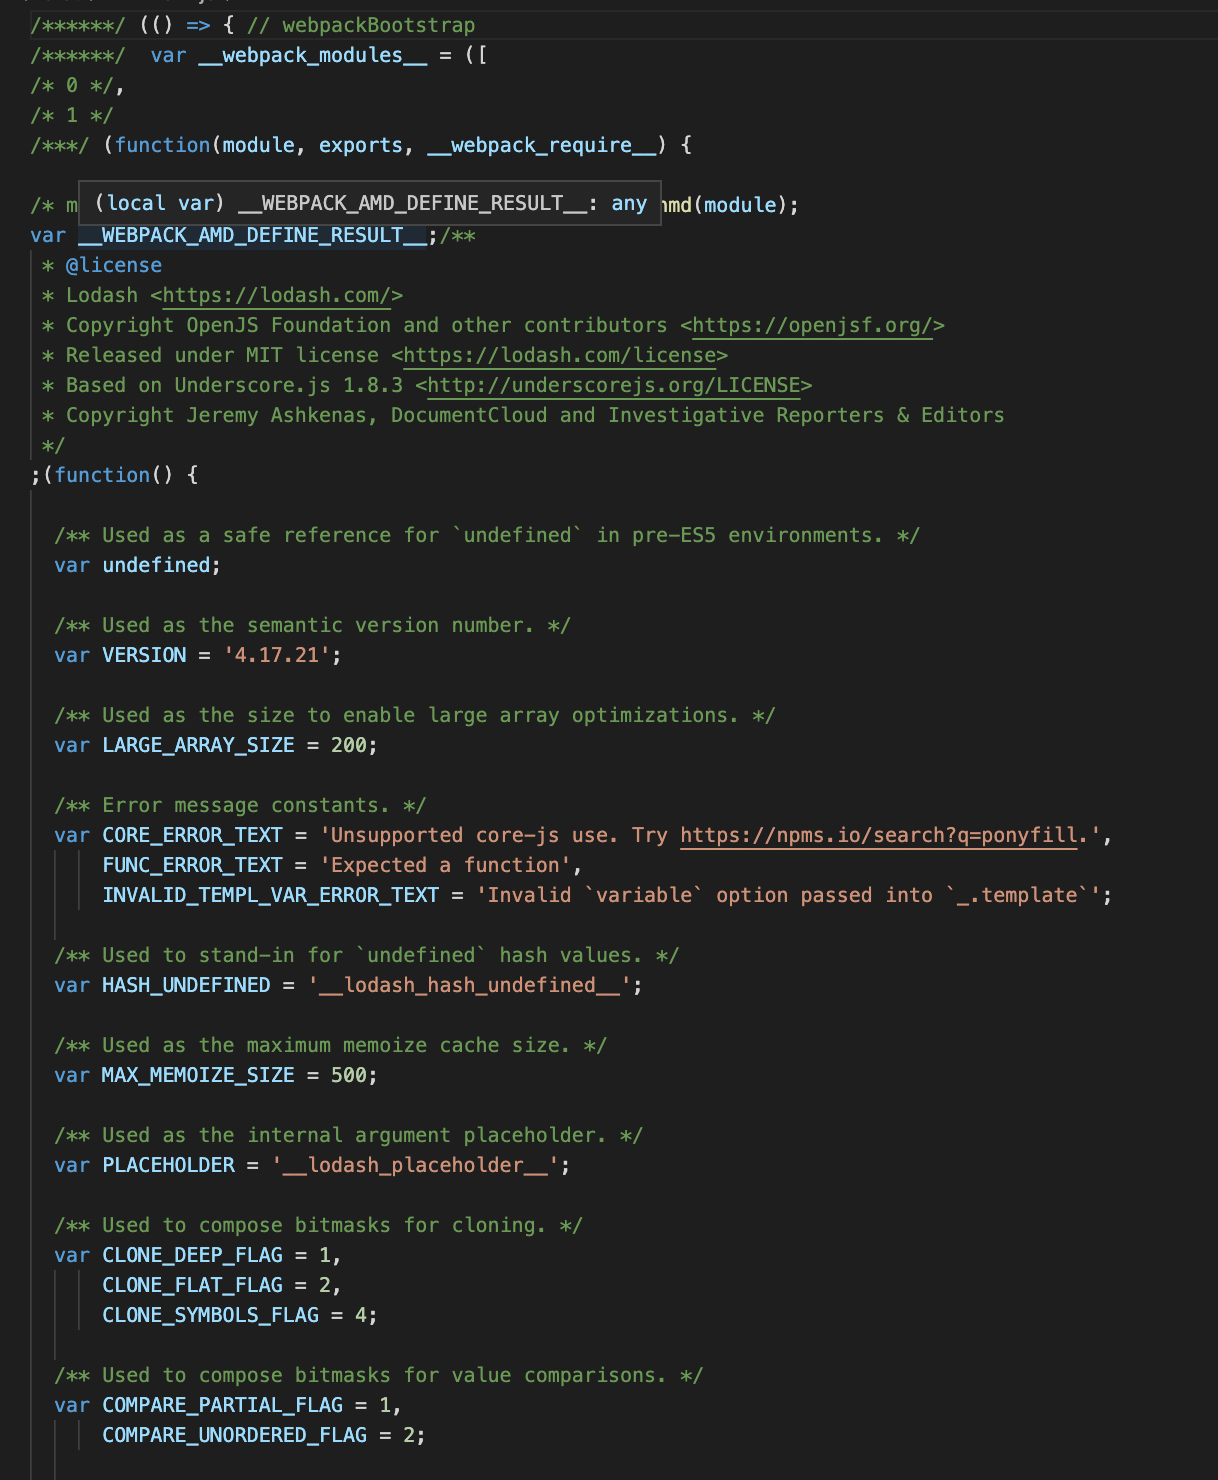 /******/ (() => { // webpackBootstrap
/******/  var __webpack_modules__ = ([
/* 0 */,
/* 1 */
/***/ (function(module, exports, __webpack_require__) {
(local var) __WEBPACK_AMD_DEFINE_RESULT__: any
/* m nmd(module);
var __WEBPACK_AMD_DEFINE_RESULT__;/**
 * @license
 * Lodash <https://lodash.com/>
 * Copyright OpenJS Foundation and other contributors <https://openjsf.org/>
 * Released under MIT license <https://lodash.com/license>
 * Based on Underscore.js 1.8.3 <http://underscorejs.org/LICENSE>
 * Copyright Jeremy Ashkenas, DocumentCloud and Investigative Reporters & Editors
 */
;(function() {
  /** Used as a safe reference for `undefined` in pre-ES5 environments. */
  var undefined;
  /** Used as the semantic version number. */
  var VERSION = '4.17.21';
  /** Used as the size to enable large array optimizations. */
  var LARGE_ARRAY_SIZE = 200;
  /** Error message constants. */
  var CORE_ERROR_TEXT = 'Unsupported core-js use. Try https://npms.io/search?q=ponyfill.',
      FUNC_ERROR_TEXT = 'Expected a function',
      INVALID_TEMPL_VAR_ERROR_TEXT = 'Invalid `variable` option passed into `_.template`';
  /** Used to stand-in for `undefined` hash values. */
  var HASH_UNDEFINED = '__lodash_hash_undefined__';
  /** Used as the maximum memoize cache size. */
  var MAX_MEMOIZE_SIZE = 500;
  /** Used as the internal argument placeholder. */
  var PLACEHOLDER = '__lodash_placeholder__';
  /** Used to compose bitmasks for cloning. */
  var CLONE_DEEP_FLAG = 1,
      CLONE_FLAT_FLAG = 2,
      CLONE_SYMBOLS_FLAG = 4;
  /** Used to compose bitmasks for value comparisons. */
  var COMPARE_PARTIAL_FLAG = 1,
      COMPARE_UNORDERED_FLAG = 2;